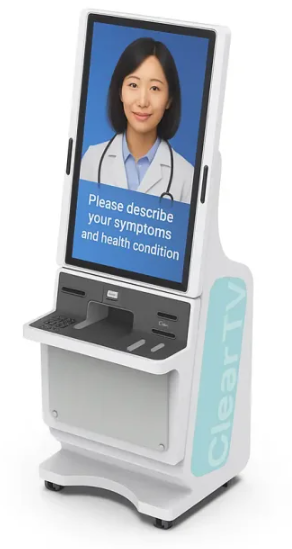 Please describe
your symptoms
and health condition
ClearTV